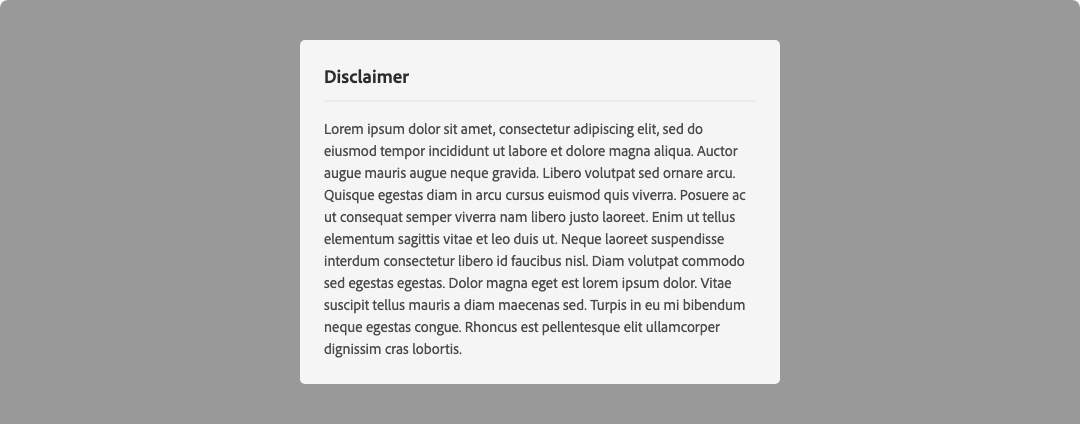 Disclaimer
Lorem ipsum dolor sit amet, consectetur adipiscing elit, sed do
eiusmod tempor incididunt ut labore et dolore magna aliqua. Auctor
augue mauris augue neque gravida. Libero volutpat sed ornare arcu.
Quisque egestas diam in arcu cursus euismod quis viverra. Posuere ac
ut consequat semper viverra nam libero justo laoreet. Enim ut tellus
elementum sagittis vitae et leo duis ut. Neque laoreet suspendisse
interdum consectetur libero id faucibus nisl. Diam volutpat commodo
sed egestas egestas. Dolor magna eget est lorem ipsum dolor. Vitae
suscipit tellus mauris a diam maecenas sed. Turpis in eu mi bibendum
neque egestas congue. Rhoncus est pellentesque elit ullamcorper
dignissim cras lobortis.